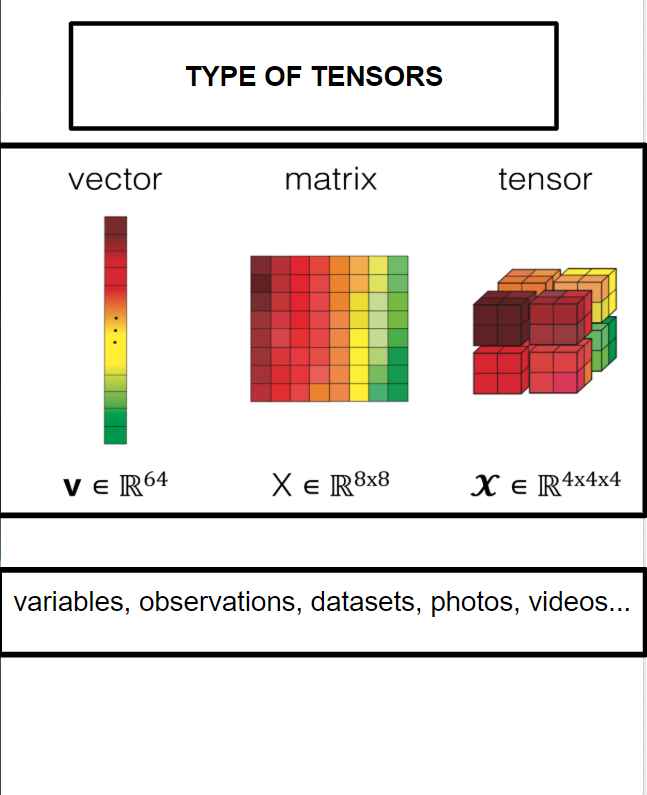 TYPE OF TENSORS
vector matrix tensor
v ∈ ℝ⁶⁴ X ∈ ℝ⁸ˣ⁸ 𝓧 ∈ ℝ⁴ˣ⁴ˣ⁴
variables, observations, datasets, photos, videos...